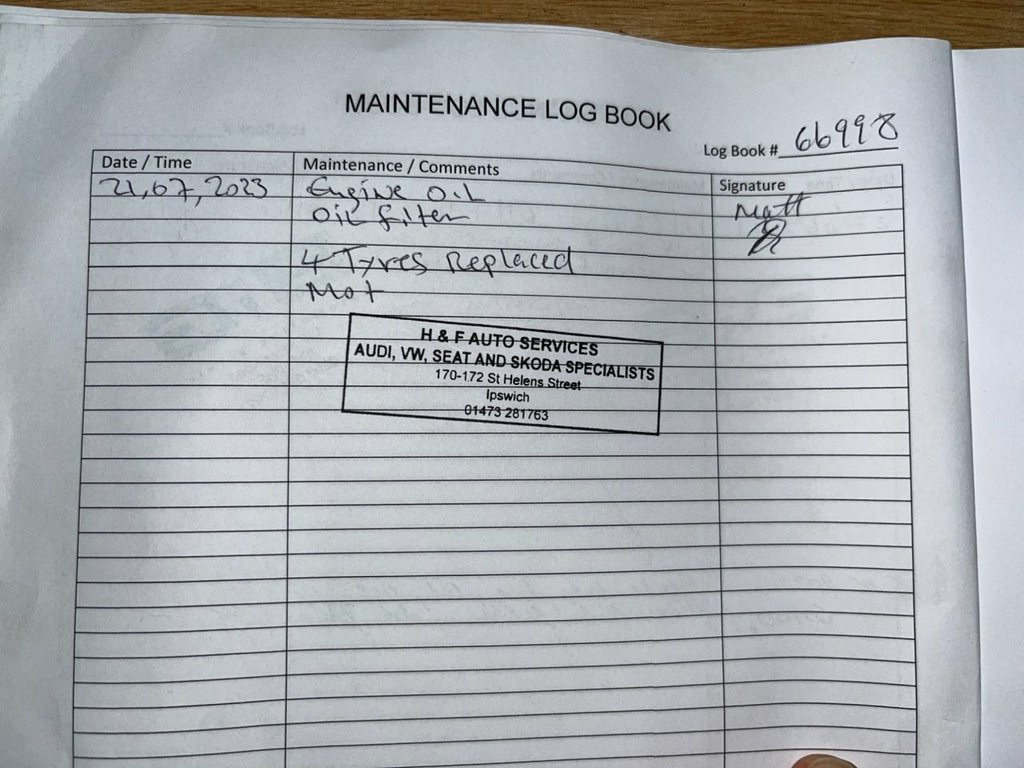 MAINTENANCE LOG BOOK
Log Book # 66998
Date / Time Maintenance / Comments Signature
21,07,2023 Engine Oil Matt
Oil filter
4 Tyres Replaced
Mot
H & F AUTO SERVICES
AUDI, VW, SEAT AND SKODA SPECIALISTS
170-172 St Helens Street
Ipswich
01473 281763